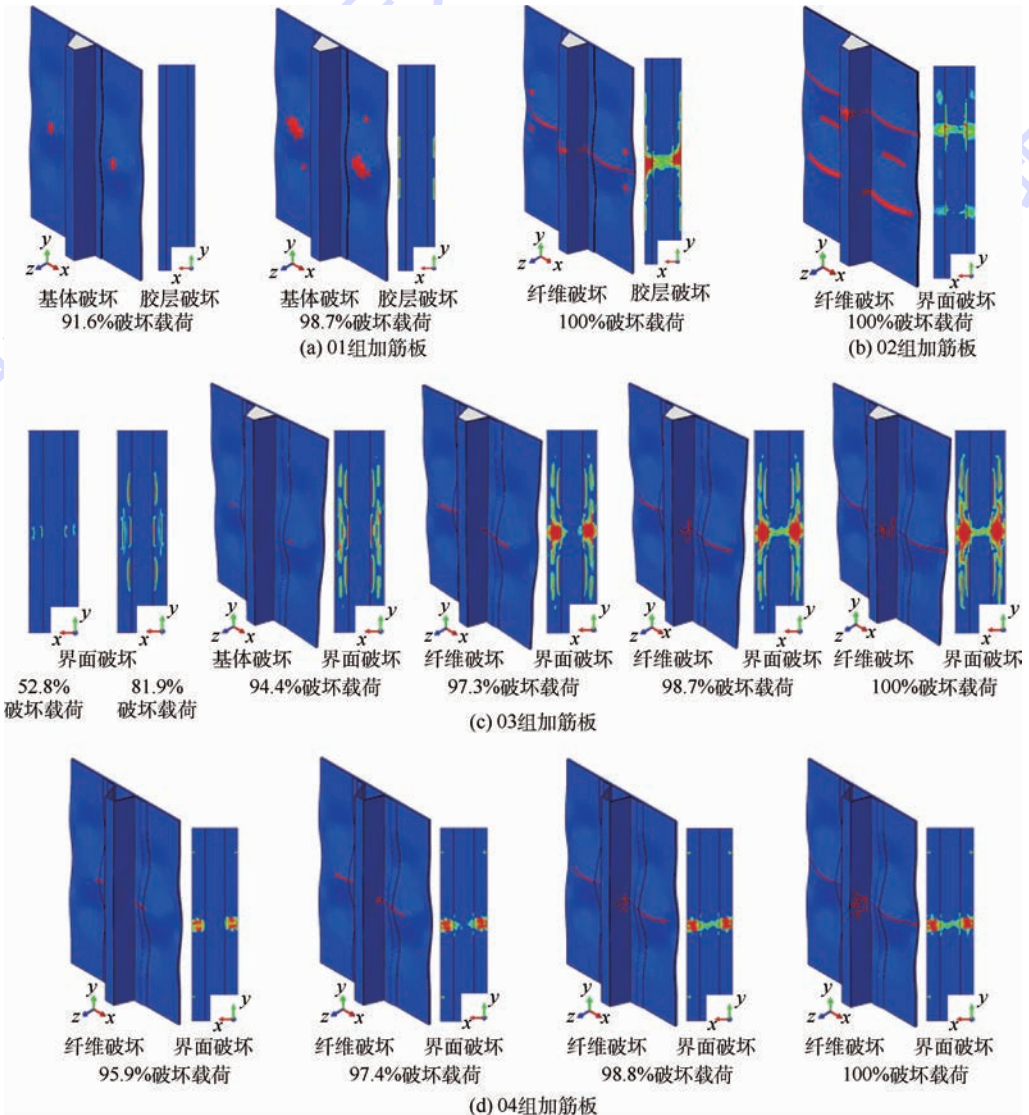 y
z
x
y
x
基体破坏 胶层破坏
91.6%破坏载荷
y
z
x
y
x
基体破坏 胶层破坏
98.7%破坏载荷
y
z
x
y
x
纤维破坏 胶层破坏
100%破坏载荷
(a) 01组加筋板
y
z
x
y
x
纤维破坏 界面破坏
100%破坏载荷
(b) 02组加筋板
y
x
y
x
界面破坏
52.8%
破坏载荷
81.9%
破坏载荷
y
z
x
y
x
基体破坏 界面破坏
94.4%破坏载荷
y
z
x
y
x
纤维破坏 界面破坏
97.3%破坏载荷
y
z
x
y
x
纤维破坏 界面破坏
98.7%破坏载荷
y
z
x
y
x
纤维破坏 界面破坏
100%破坏载荷
(c) 03组加筋板
y
z
x
y
x
纤维破坏 界面破坏
95.9%破坏载荷
y
z
x
y
x
纤维破坏 界面破坏
97.4%破坏载荷
y
z
x
y
x
纤维破坏 界面破坏
98.8%破坏载荷
y
z
x
y
x
纤维破坏 界面破坏
100%破坏载荷
(d) 04组加筋板